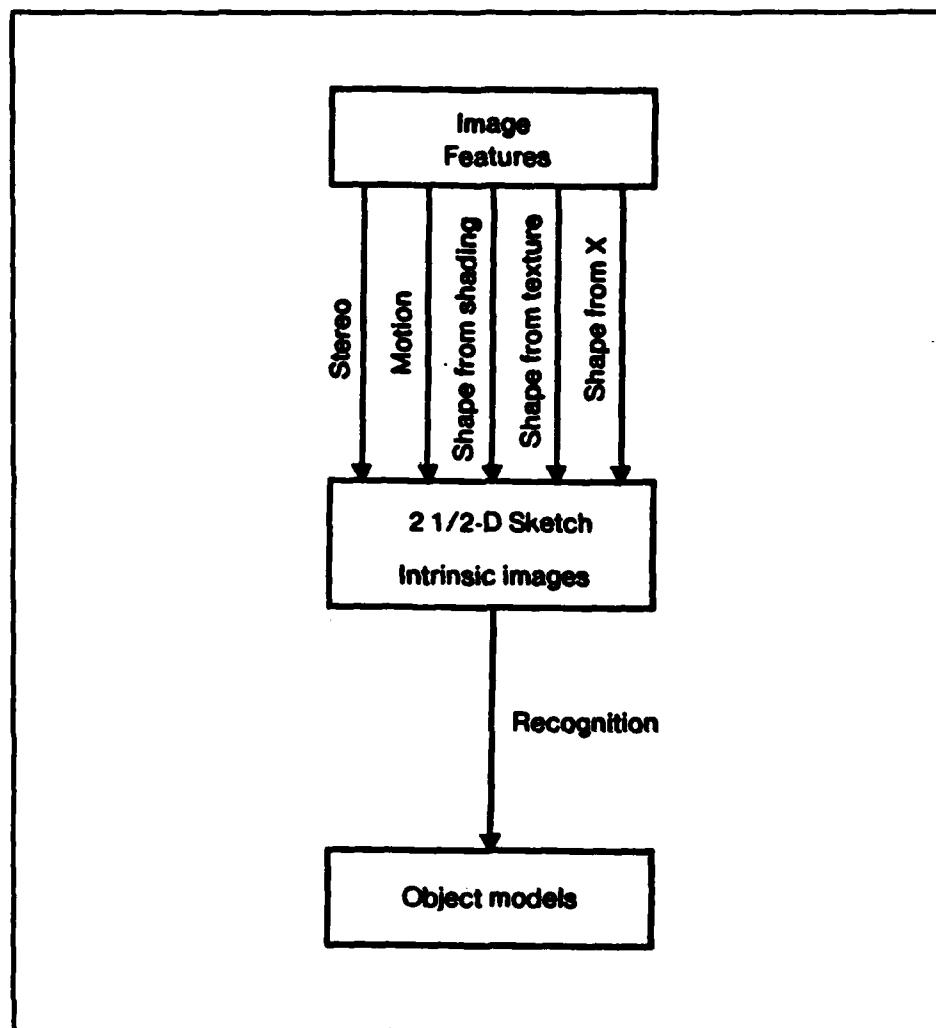 Image
Features
Stereo
Motion
Shape from shading
Shape from texture
Shape from X
2 1/2-D Sketch
Intrinsic images
Recognition
Object models